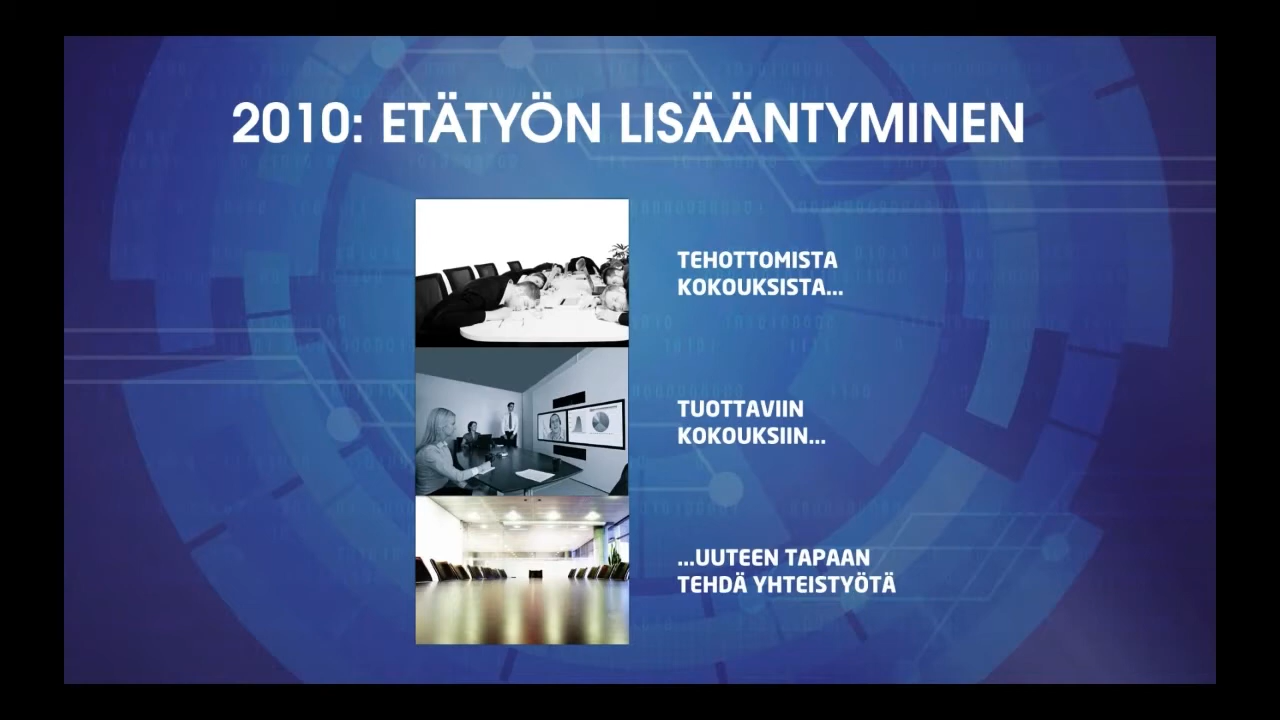 2010: ETÄTYÖN LISÄÄNTYMINEN
TEHOTTOMISTA
KOKOUKSISTA...
TUOTTAVIIN
KOKOUKSIIN...
...UUTEEN TAPAAN
TEHDÄ YHTEISTYÖTÄ